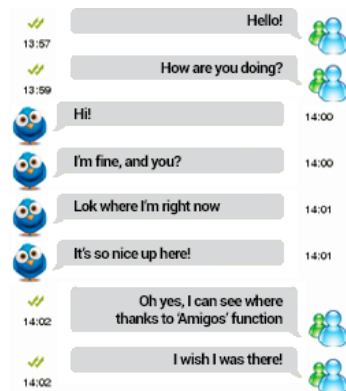 Hello!
13:57
How are you doing?
13:59
Hi!
14:00
I'm fine, and you?
14:00
Lok where I'm right now
14:01
It's so nice up here!
14:01
Oh yes, I can see where
thanks to 'Amigos' function
14:02
I wish I was there!
14:02